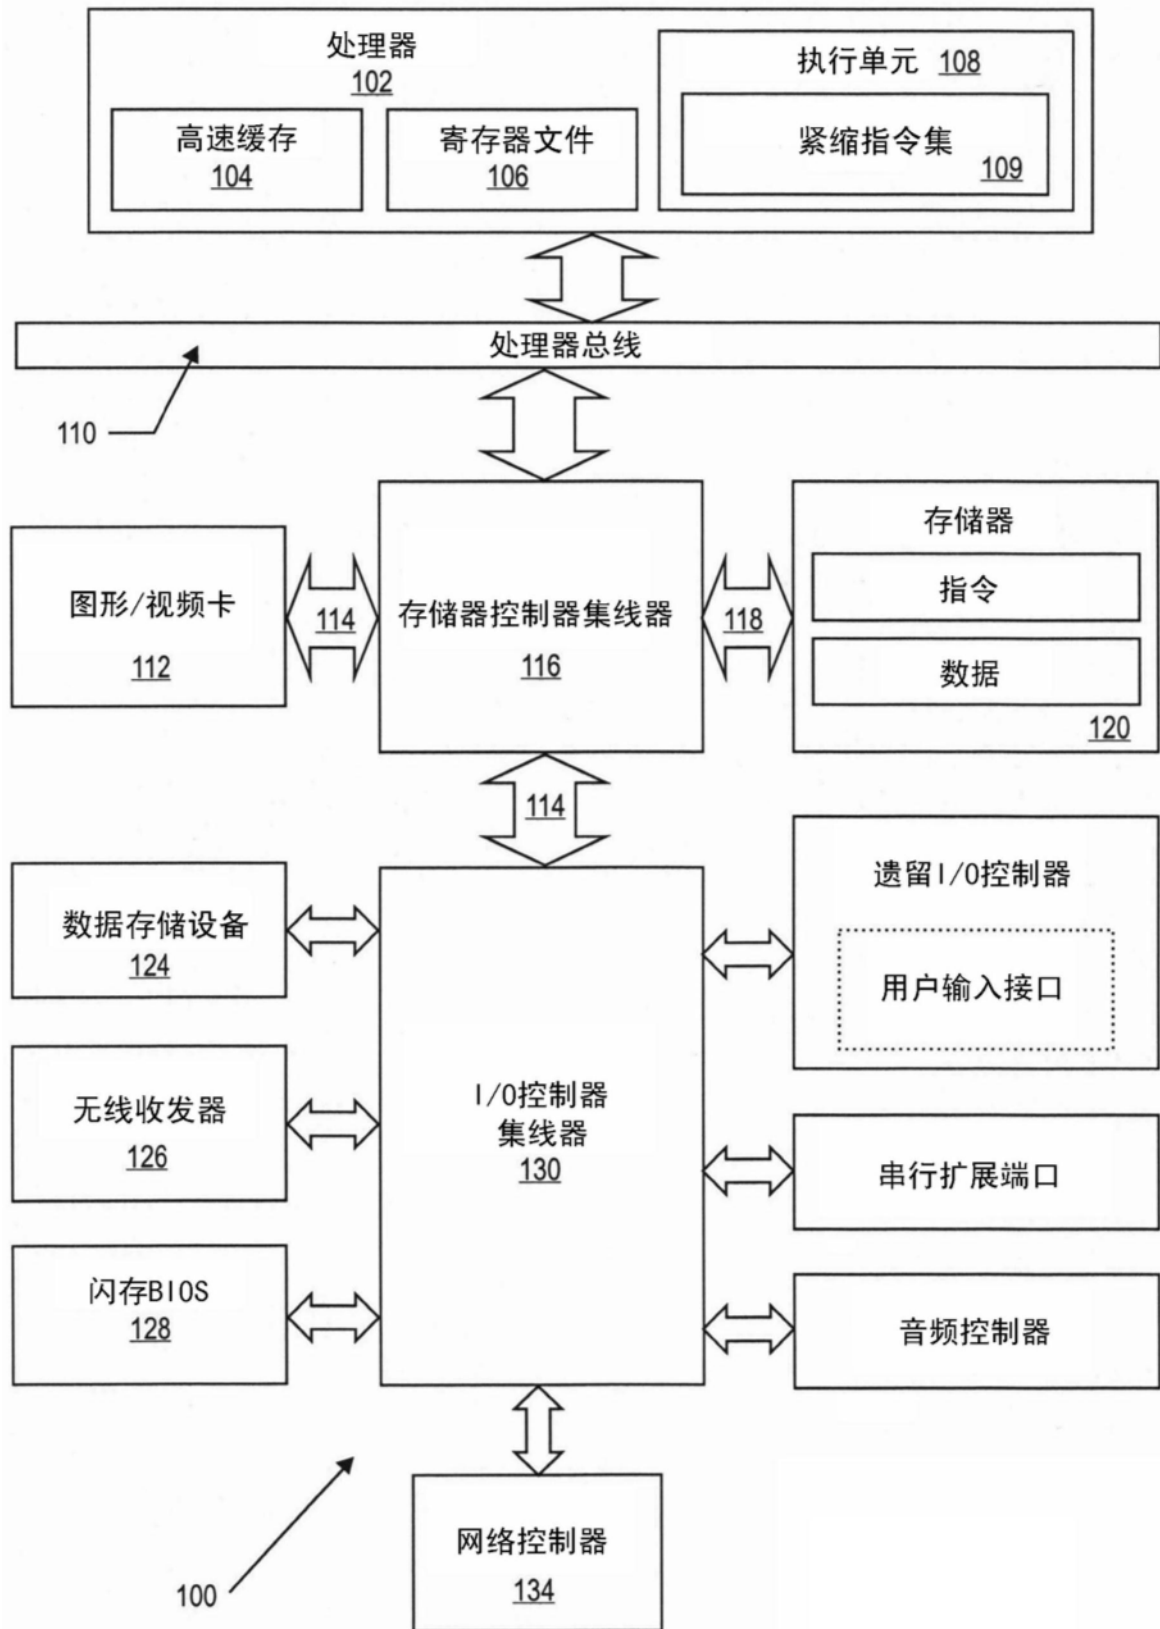 处理器
102
执行单元 108
高速缓存
104
寄存器文件
106
紧缩指令集
109
处理器总线
110
图形/视频卡
112
114
存储器控制器集线器
116
118
存储器
指令
数据
120
114
数据存储设备
124
遗留I/O控制器
用户输入接口
无线收发器
126
I/O控制器
集线器
130
串行扩展端口
闪存BIOS
128
音频控制器
网络控制器
134
100